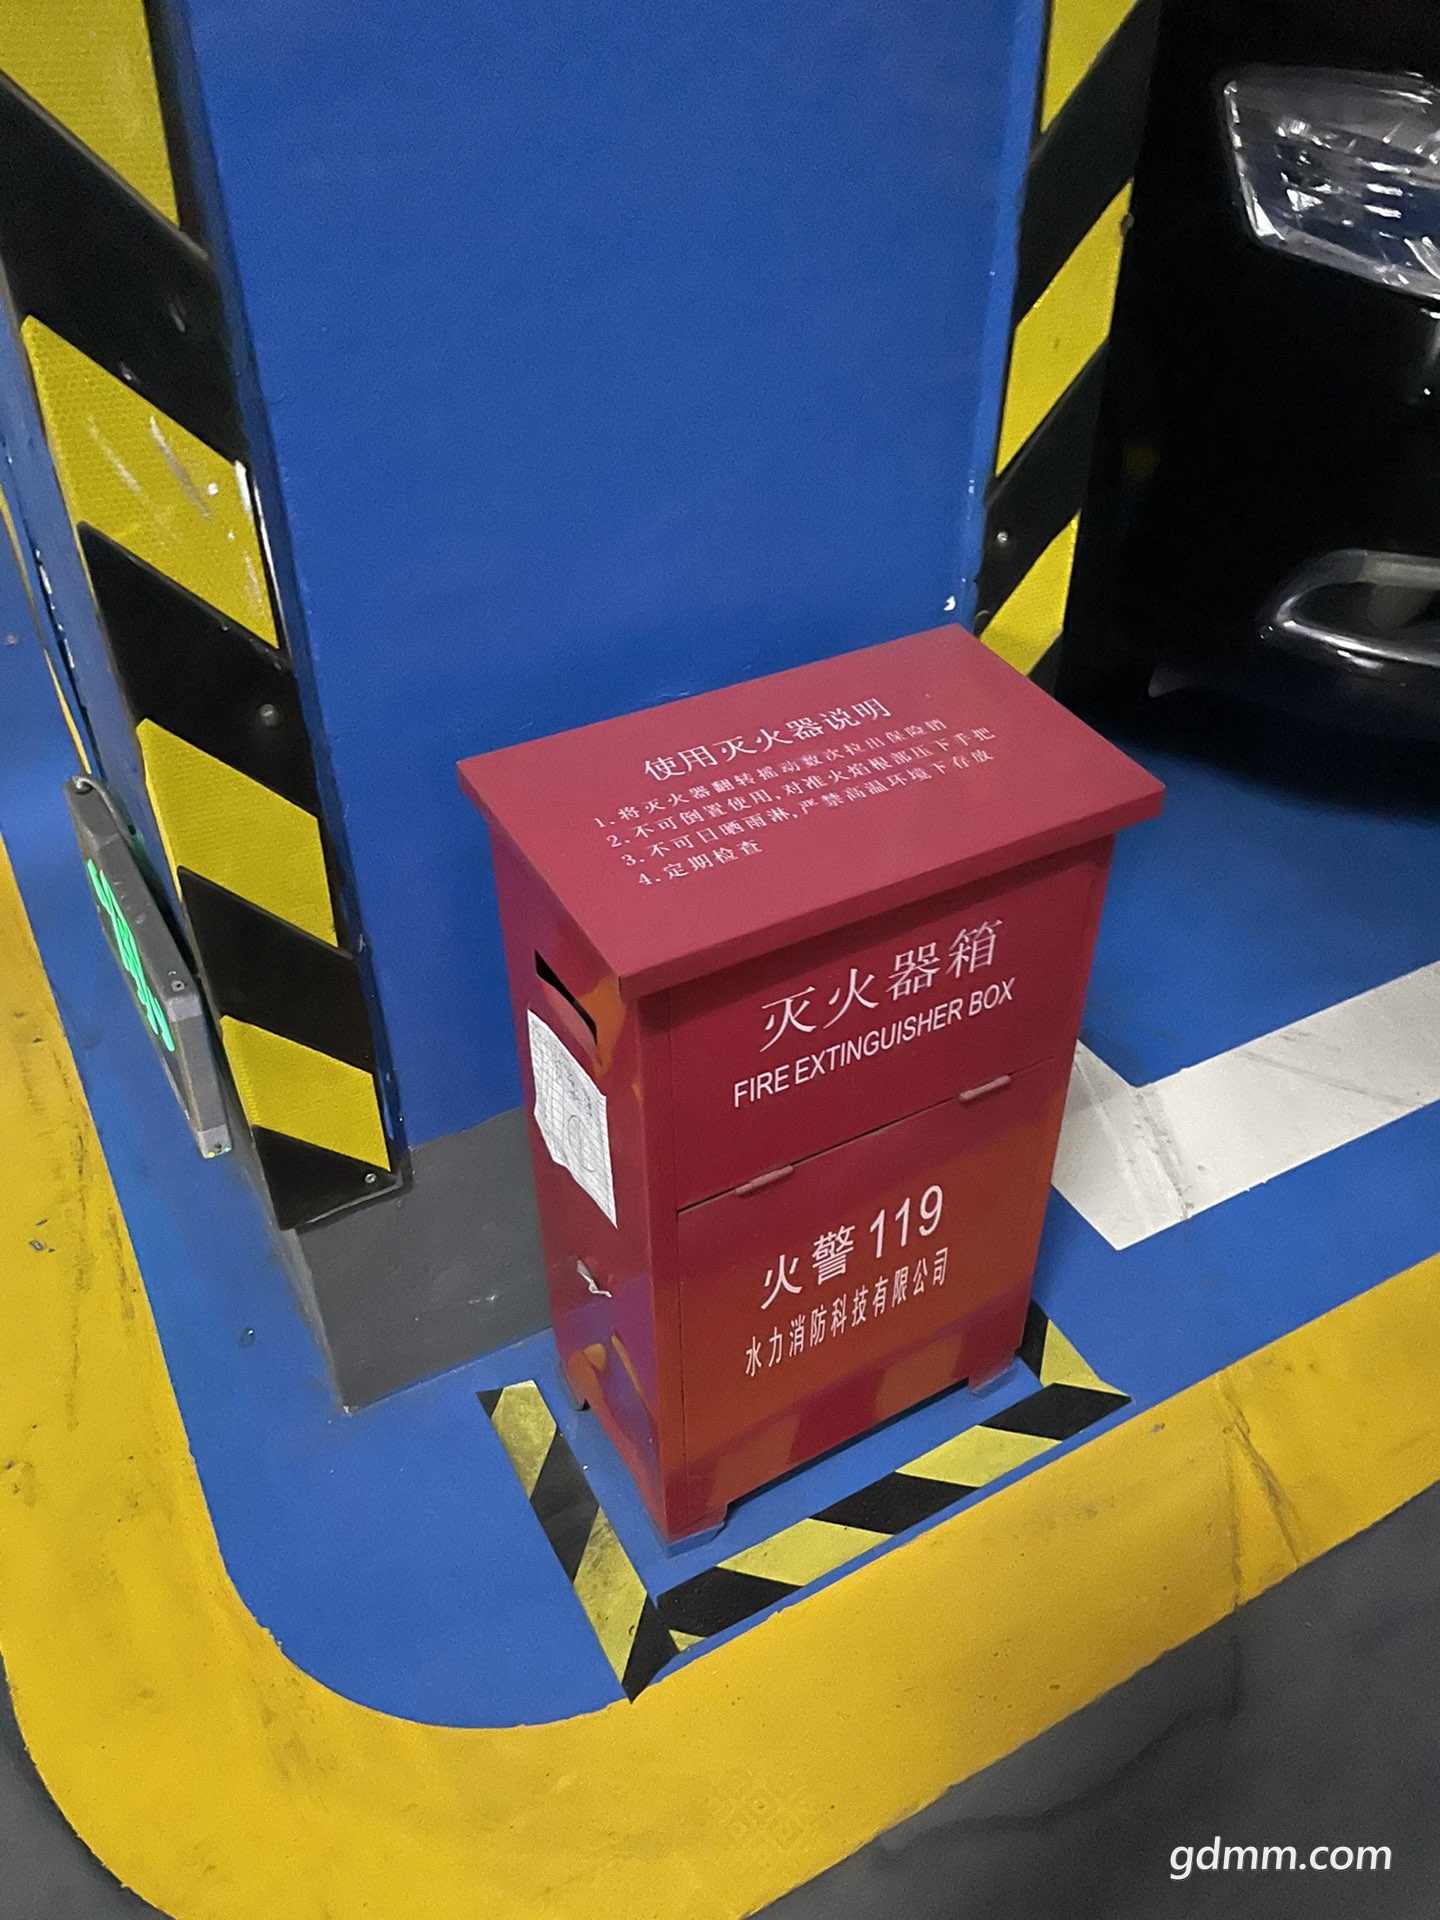 使用灭火器说明
1.将灭火器翻转摇动数次拉出保险销
2.不可倒置使用,对准火焰根部压下手把
3.不可日晒雨淋,严禁高温环境下存放
4.定期检查
灭火器箱
FIRE EXTINGUISHER BOX
火警119
水力消防科技有限公司
gdmm.com